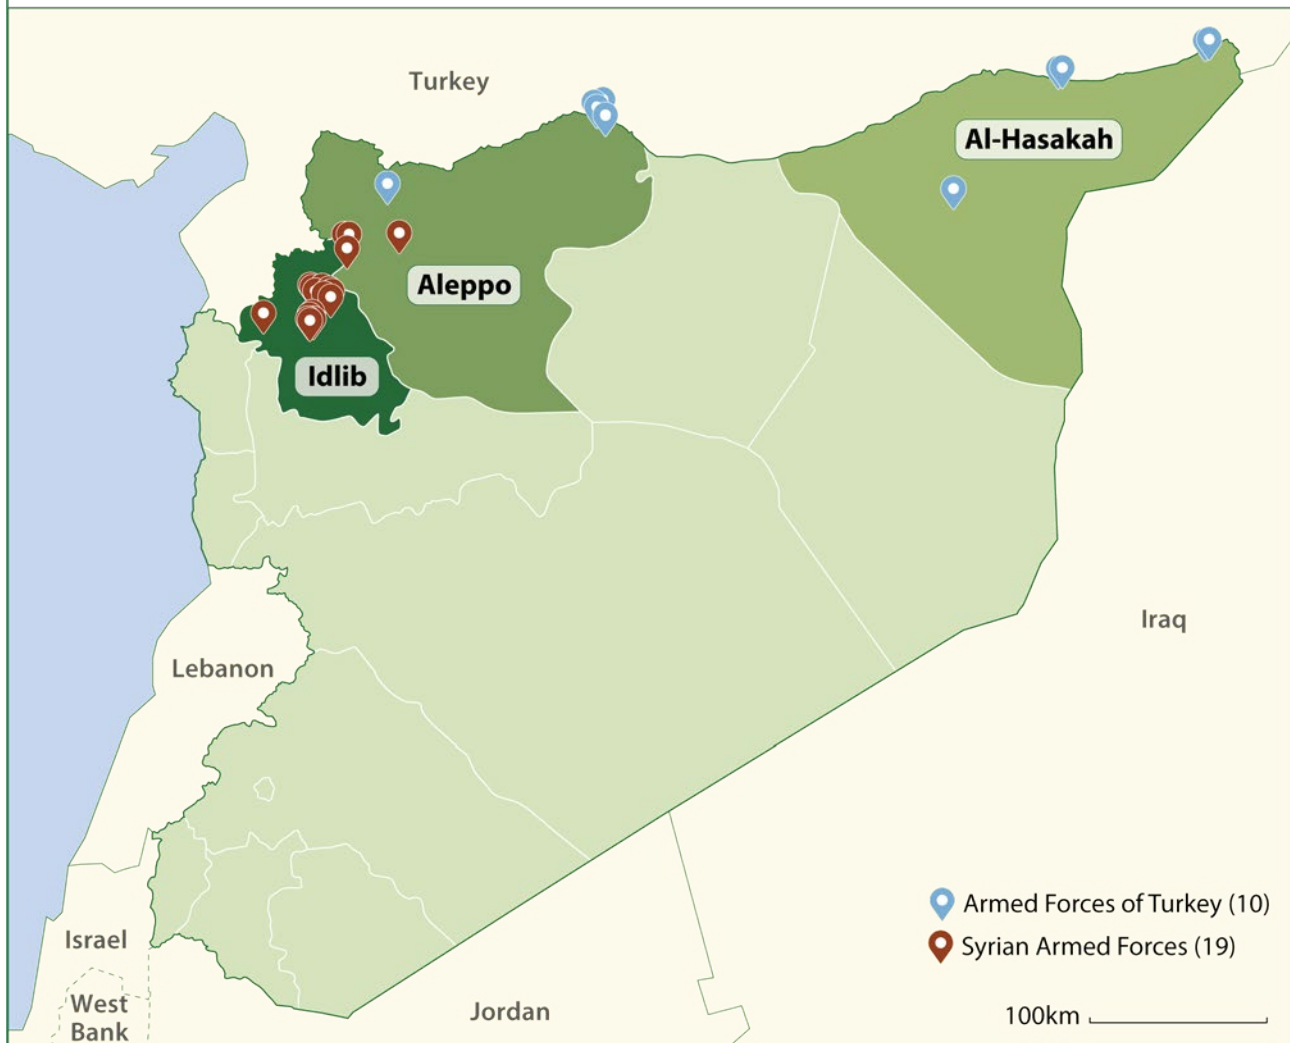 Turkey
Al-Hasakah
Aleppo
Idlib
Iraq
Lebanon
Armed Forces of Turkey (10)
Israel
Syrian Armed Forces (19)
West
Bank
Jordan
100km